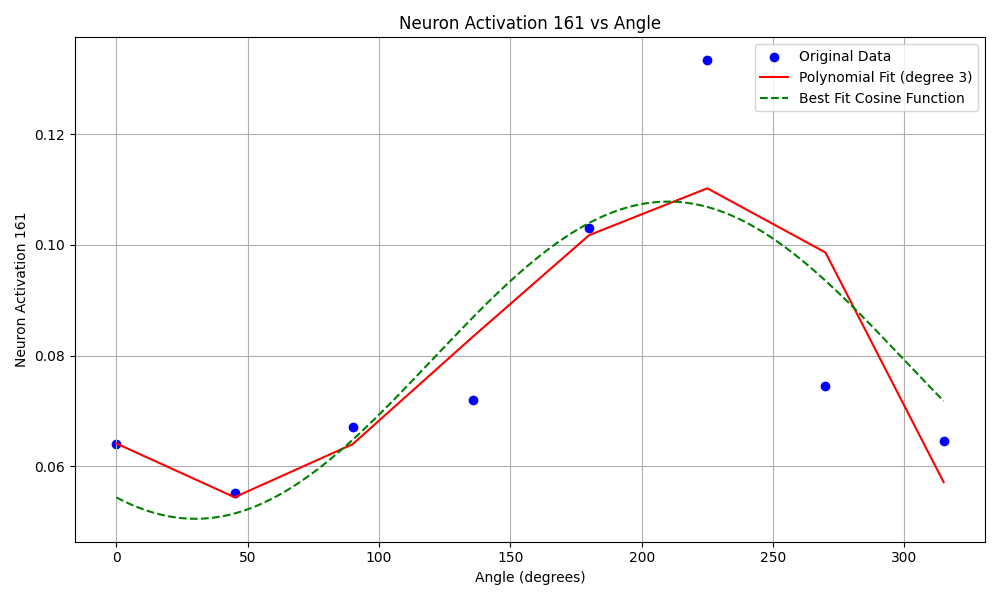 Neuron Activation 161 vs Angle
Original Data
Polynomial Fit (degree 3)
Best Fit Cosine Function
Neuron Activation 161
0.12
0.10
0.08
0.06
0
50
100
150
200
250
300
Angle (degrees)